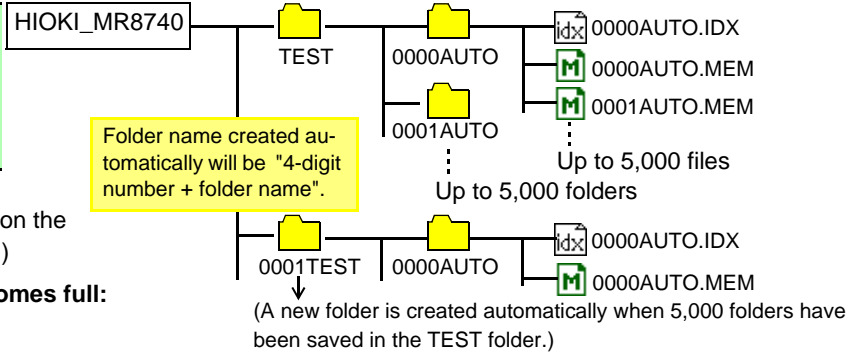 HIOKI_MR8740
TEST
0000AUTO
idx 0000AUTO.IDX
M 0000AUTO.MEM
M 0001AUTO.MEM
0001AUTO
Up to 5,000 files
Up to 5,000 folders
Folder name created au-
tomatically will be "4-digit
number + folder name".
on the
)
omes full:
0001TEST
0000AUTO
idx 0000AUTO.IDX
M 0000AUTO.MEM
(A new folder is created automatically when 5,000 folders have
been saved in the TEST folder.)